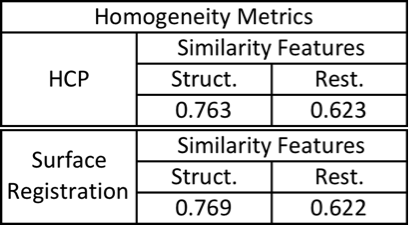 Homogeneity Metrics
HCP
Similarity Features
Struct. Rest.
0.763 0.623
Surface
Registration
Similarity Features
Struct. Rest.
0.769 0.622